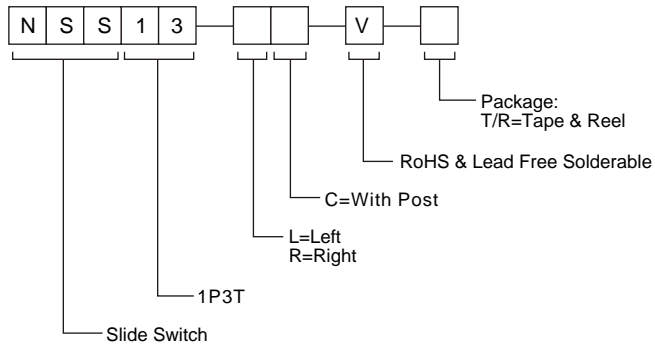 N S S 1 3 V
Package:
T/R=Tape & Reel
RoHS & Lead Free Solderable
C=With Post
L=Left
R=Right
1P3T
Slide Switch